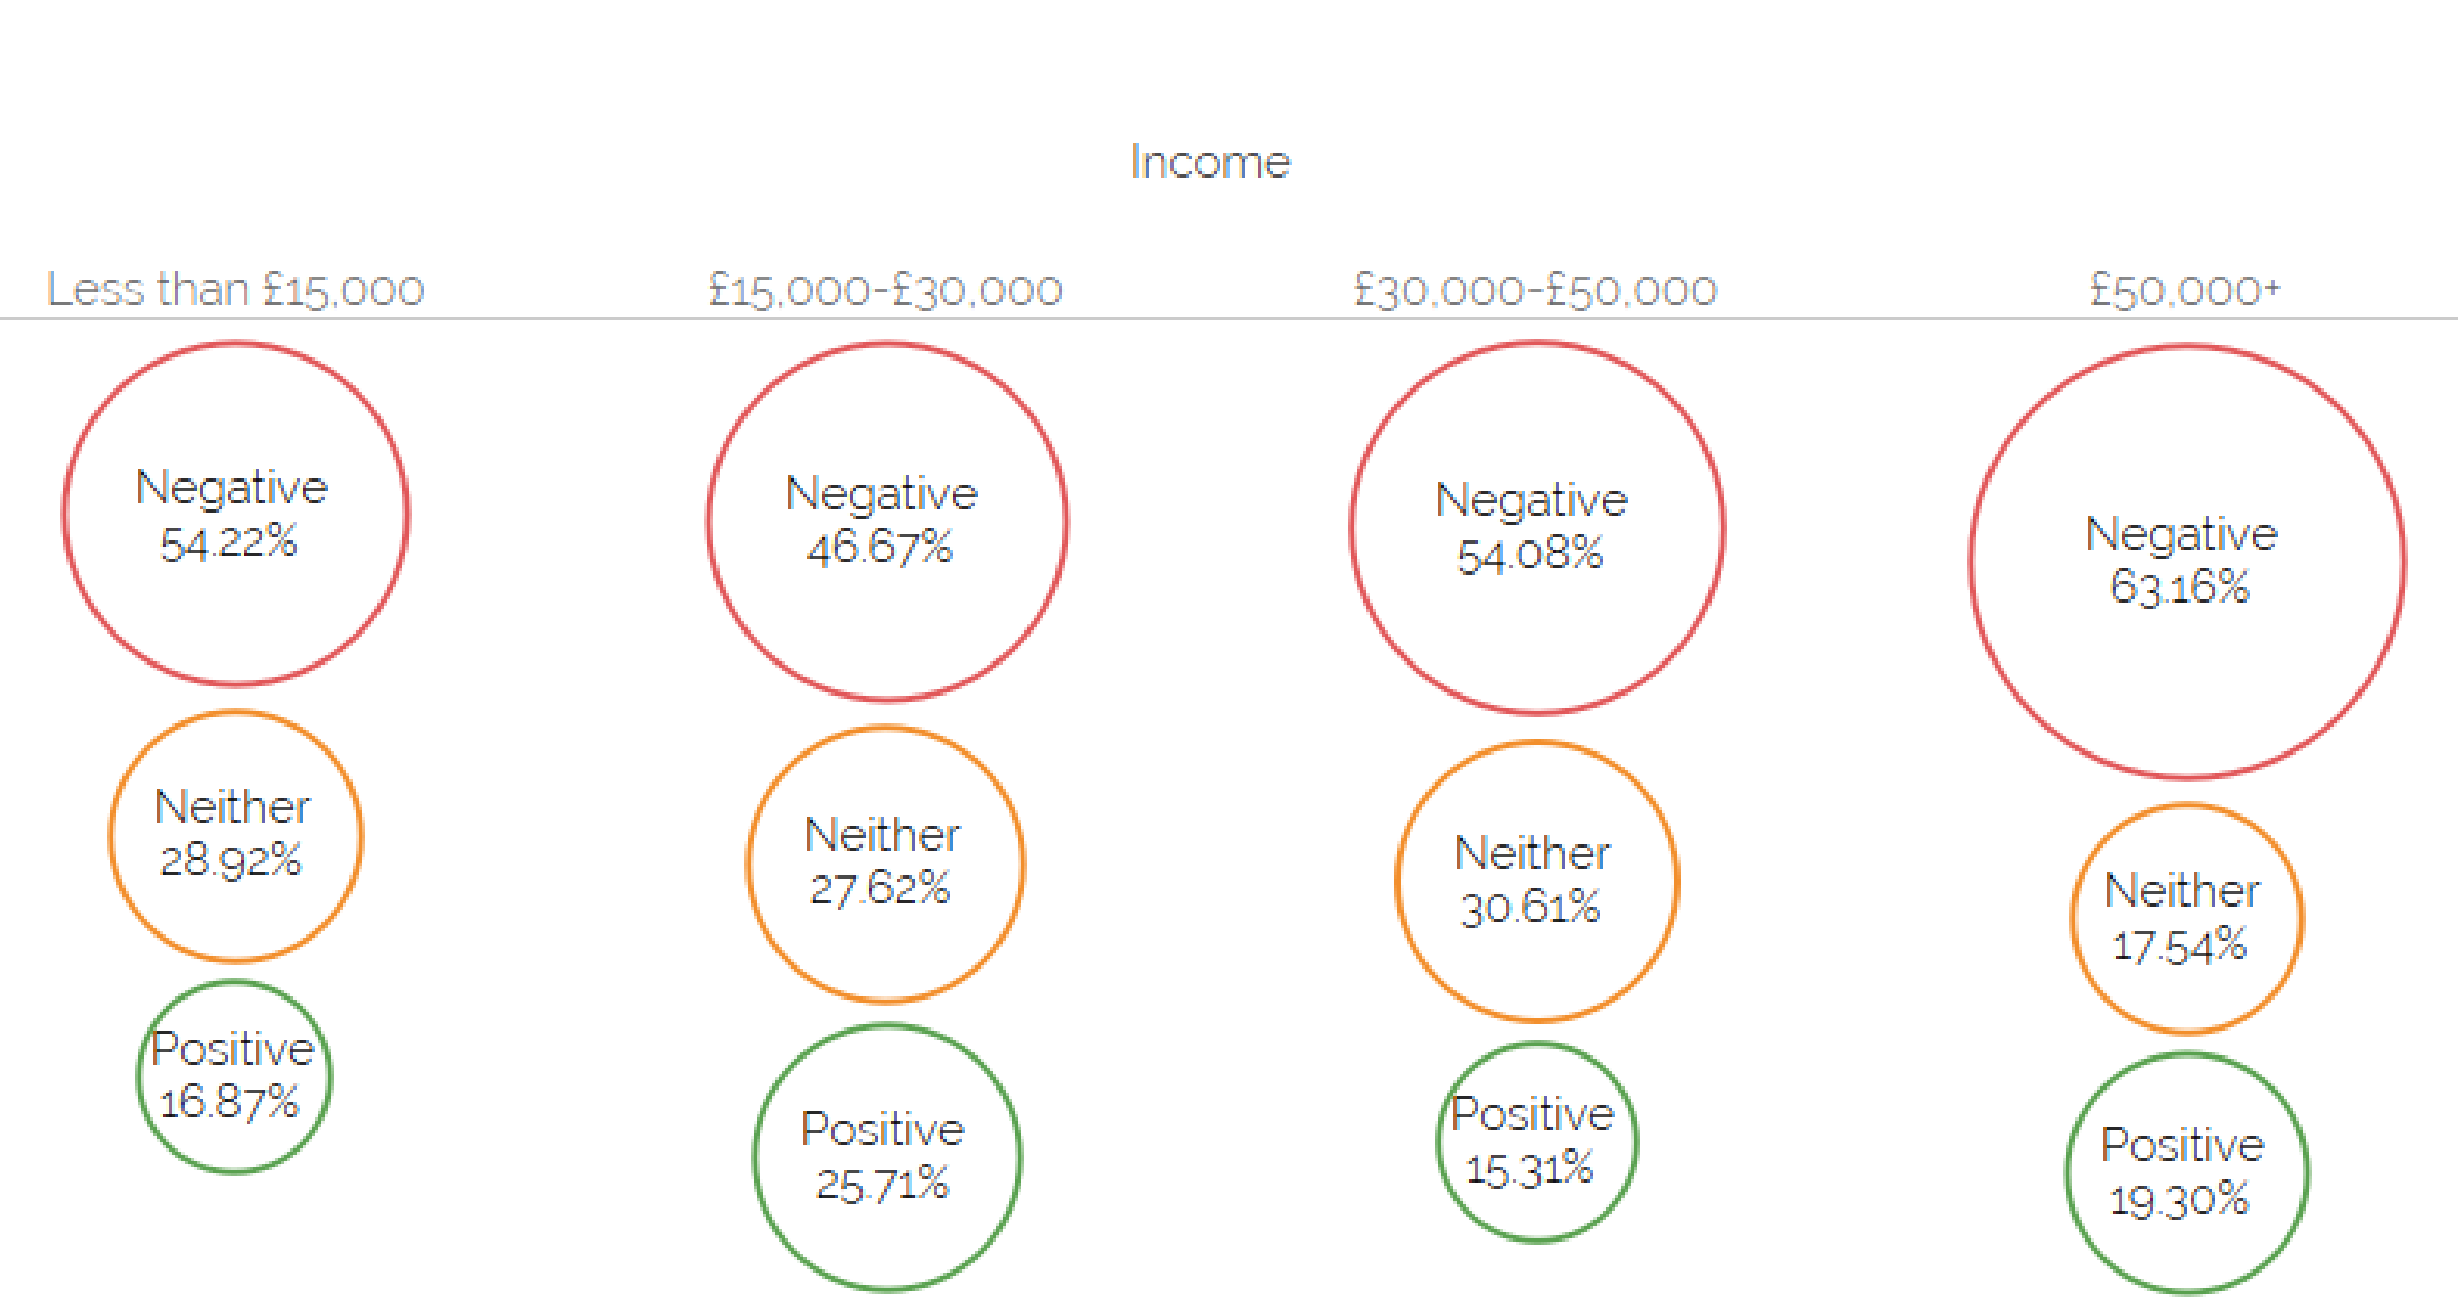 Income
Less than £15,000
£15,000-£30,000
£30,000-£50,000
£50,000+
Negative
54.22%
Negative
46.67%
Negative
54.08%
Negative
63.16%
Neither
28.92%
Neither
27.62%
Neither
30.61%
Neither
17.54%
Positive
16.87%
Positive
25.71%
Positive
15.31%
Positive
19.30%